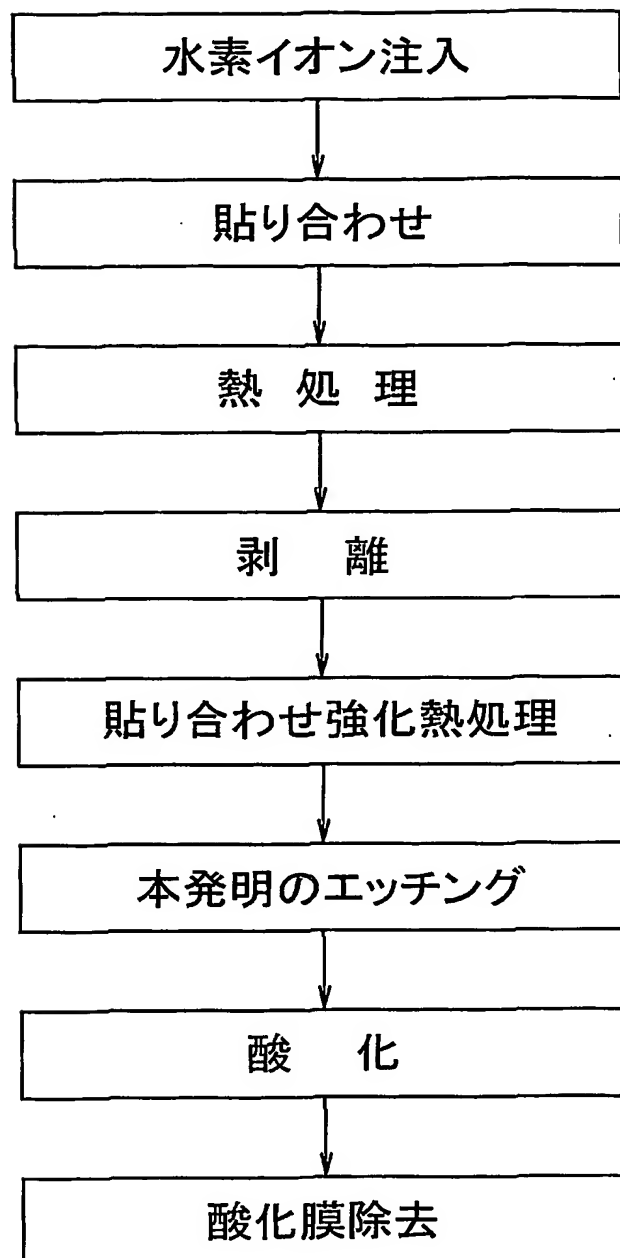 水素イオン注入
貼り合わせ
熱 処 理
剥 離
貼り合わせ強化熱処理
本発明のエッチング
酸 化
酸化膜除去